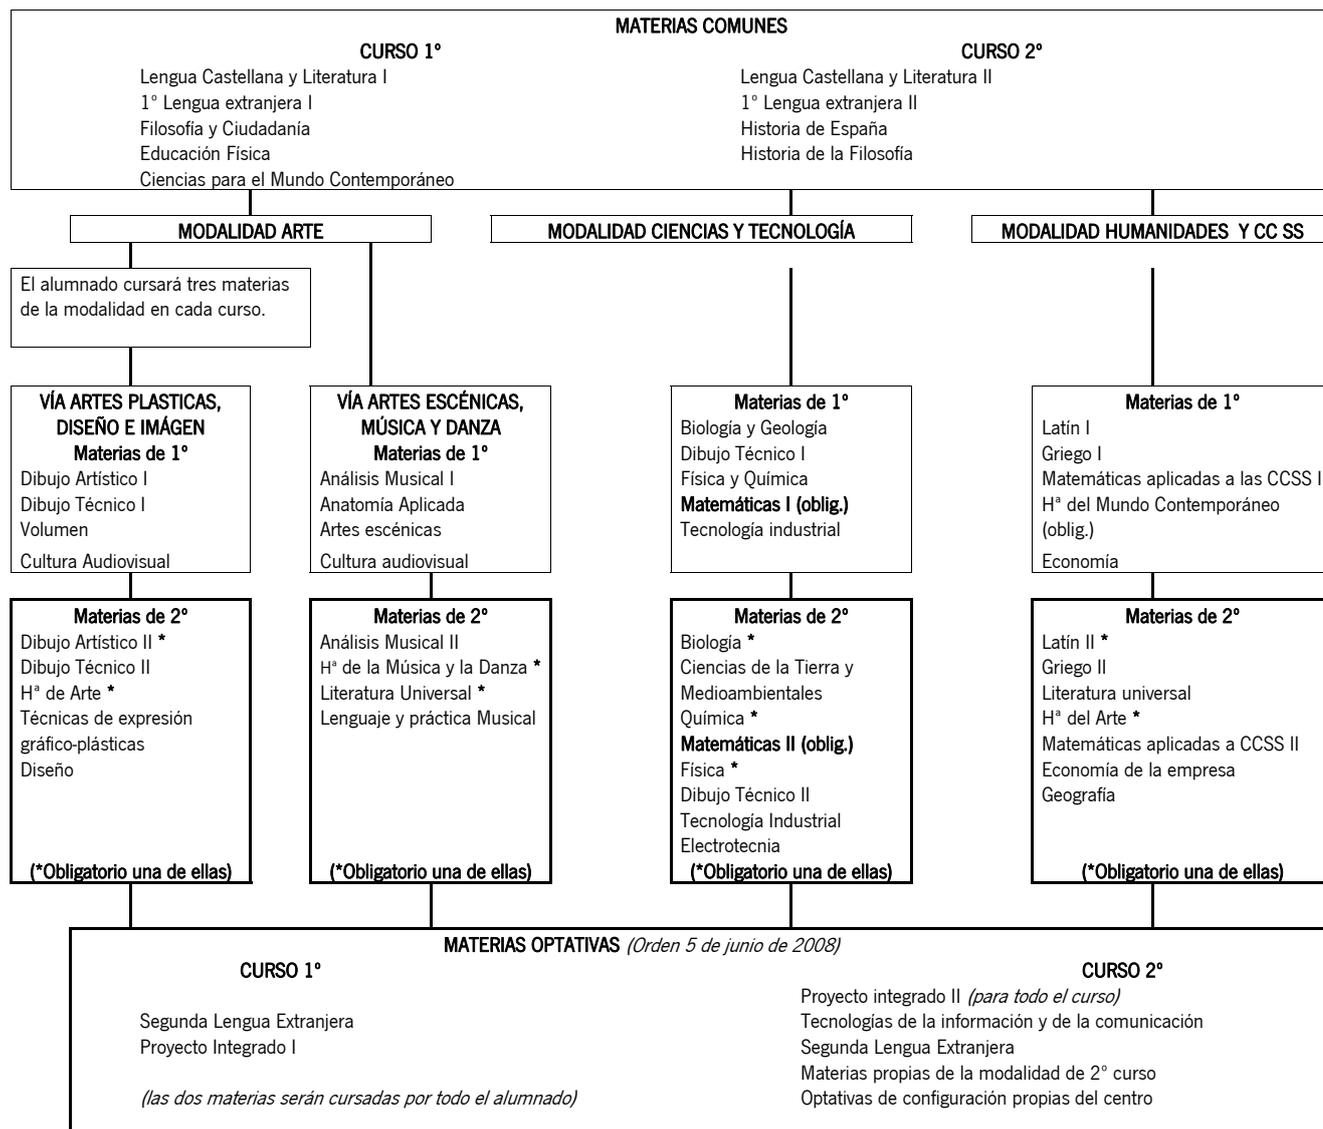 MATERIAS COMUNES
CURSO 1º
Lengua Castellana y Literatura I
1° Lengua extranjera I
Filosofía y Ciudadanía
Educación Física
Ciencias para el Mundo Contemporáneo
CURSO 2º
Lengua Castellana y Literatura II
1° Lengua extranjera II
Historia de España
Historia de la Filosofía
MODALIDAD ARTE
MODALIDAD CIENCIAS Y TECNOLOGÍA
MODALIDAD HUMANIDADES Y CC SS
El alumnado cursará tres materias
de la modalidad en cada curso.
VÍA ARTES PLASTICAS,
DISEÑO E IMÁGEN
Materias de 1º
Dibujo Artístico I
Dibujo Técnico I
Volumen
Cultura Audiovisual
VÍA ARTES ESCÉNICAS,
MÚSICA Y DANZA
Materias de 1º
Análisis Musical I
Anatomía Aplicada
Artes escénicas
Cultura audiovisual
Materias de 1º
Biología y Geología
Dibujo Técnico I
Física y Química
Matemáticas I (oblig.)
Tecnología industrial
Materias de 1º
Latín I
Griego I
Matemáticas aplicadas a las CCSS I
Hª del Mundo Contemporáneo
(oblig.)
Economía
Materias de 2º
Dibujo Artístico II *
Dibujo Técnico II
Hª de Arte *
Técnicas de expresión
gráfico-plásticas
Diseño
(*Obligatorio una de ellas)
Materias de 2º
Análisis Musical II
Hª de la Música y la Danza *
Literatura Universal *
Lenguaje y práctica Musical
(*Obligatorio una de ellas)
Materias de 2º
Biología *
Ciencias de la Tierra y
Medioambientales
Química *
Matemáticas II (oblig.)
Física *
Dibujo Técnico II
Tecnología Industrial
Electrotecnia
(*Obligatorio una de ellas)
Materias de 2º
Latín II *
Griego II
Literatura universal
Hª del Arte *
Matemáticas aplicadas a CCSS II
Economía de la empresa
Geografía
(*Obligatorio una de ellas)
MATERIAS OPTATIVAS (Orden 5 de junio de 2008)
CURSO 1º
Segunda Lengua Extranjera
Proyecto Integrado I
(las dos materias serán cursadas por todo el alumnado)
CURSO 2º
Proyecto integrado II (para todo el curso)
Tecnologías de la información y de la comunicación
Segunda Lengua Extranjera
Materias propias de la modalidad de 2° curso
Optativas de configuración propias del centro